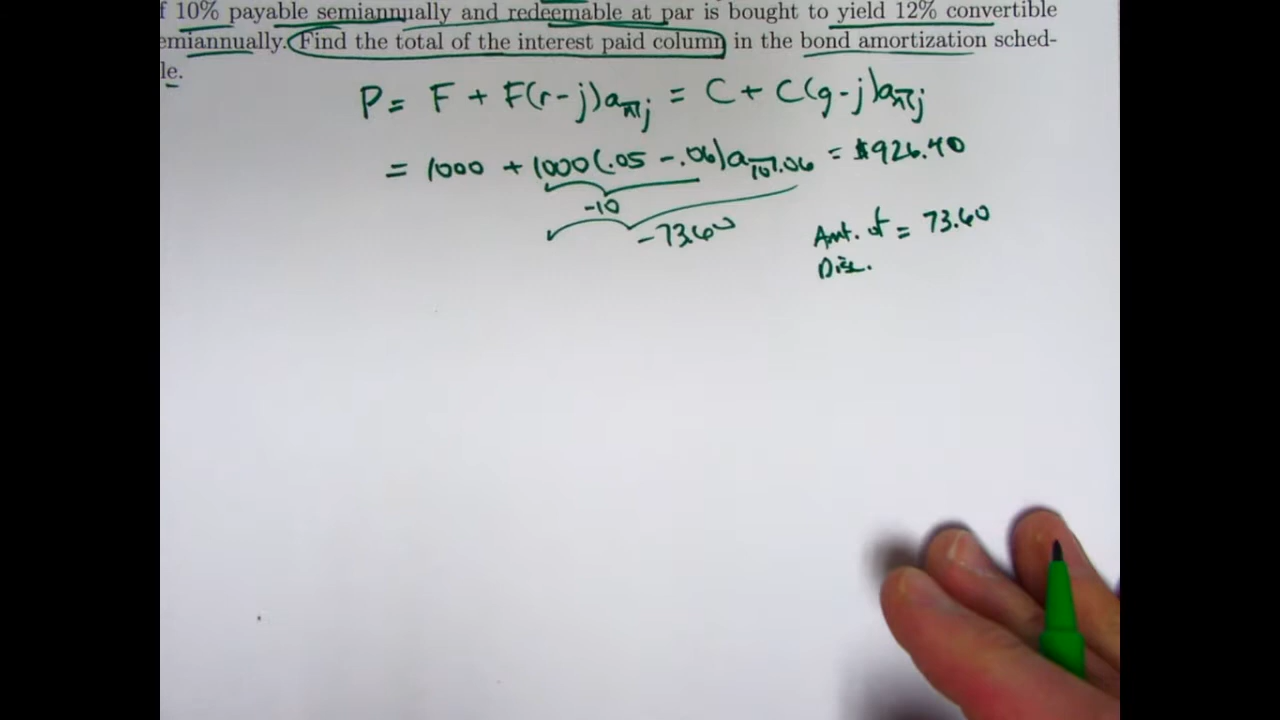 f 10% payable semiannually and redeemable at par is bought to yield 12% convertible
emiannually. Find the total of the interest paid column in the bond amortization sched-
le.
P = F + F(r-j)a_n̅|j = C + C(g-j)a_n̅|j
= 1000 + 1000(.05 - .06)a_10̅|.06 = $926.40
-10
-73.60
Amt. of = 73.60
Disc.